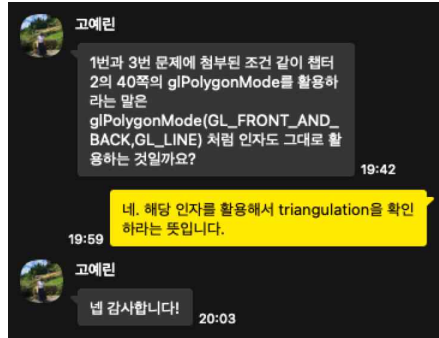 고예린
1번과 3번 문제에 첨부된 조건 같이 챕터
2의 40쪽의 glPolygonMode를 활용하
라는 말은
glPolygonMode(GL_FRONT_AND_
BACK,GL_LINE) 처럼 인자도 그대로 활
용하는 것일까요?
19:42
네. 해당 인자를 활용해서 triangulation을 확인
하라는 뜻입니다.
19:59
고예린
넵 감사합니다!
20:03